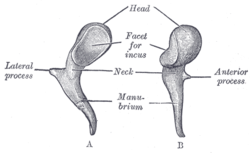 Head
Facet
for
incus
Lateral
process
Neck
Anterior
process
Manu-
brium
A
B